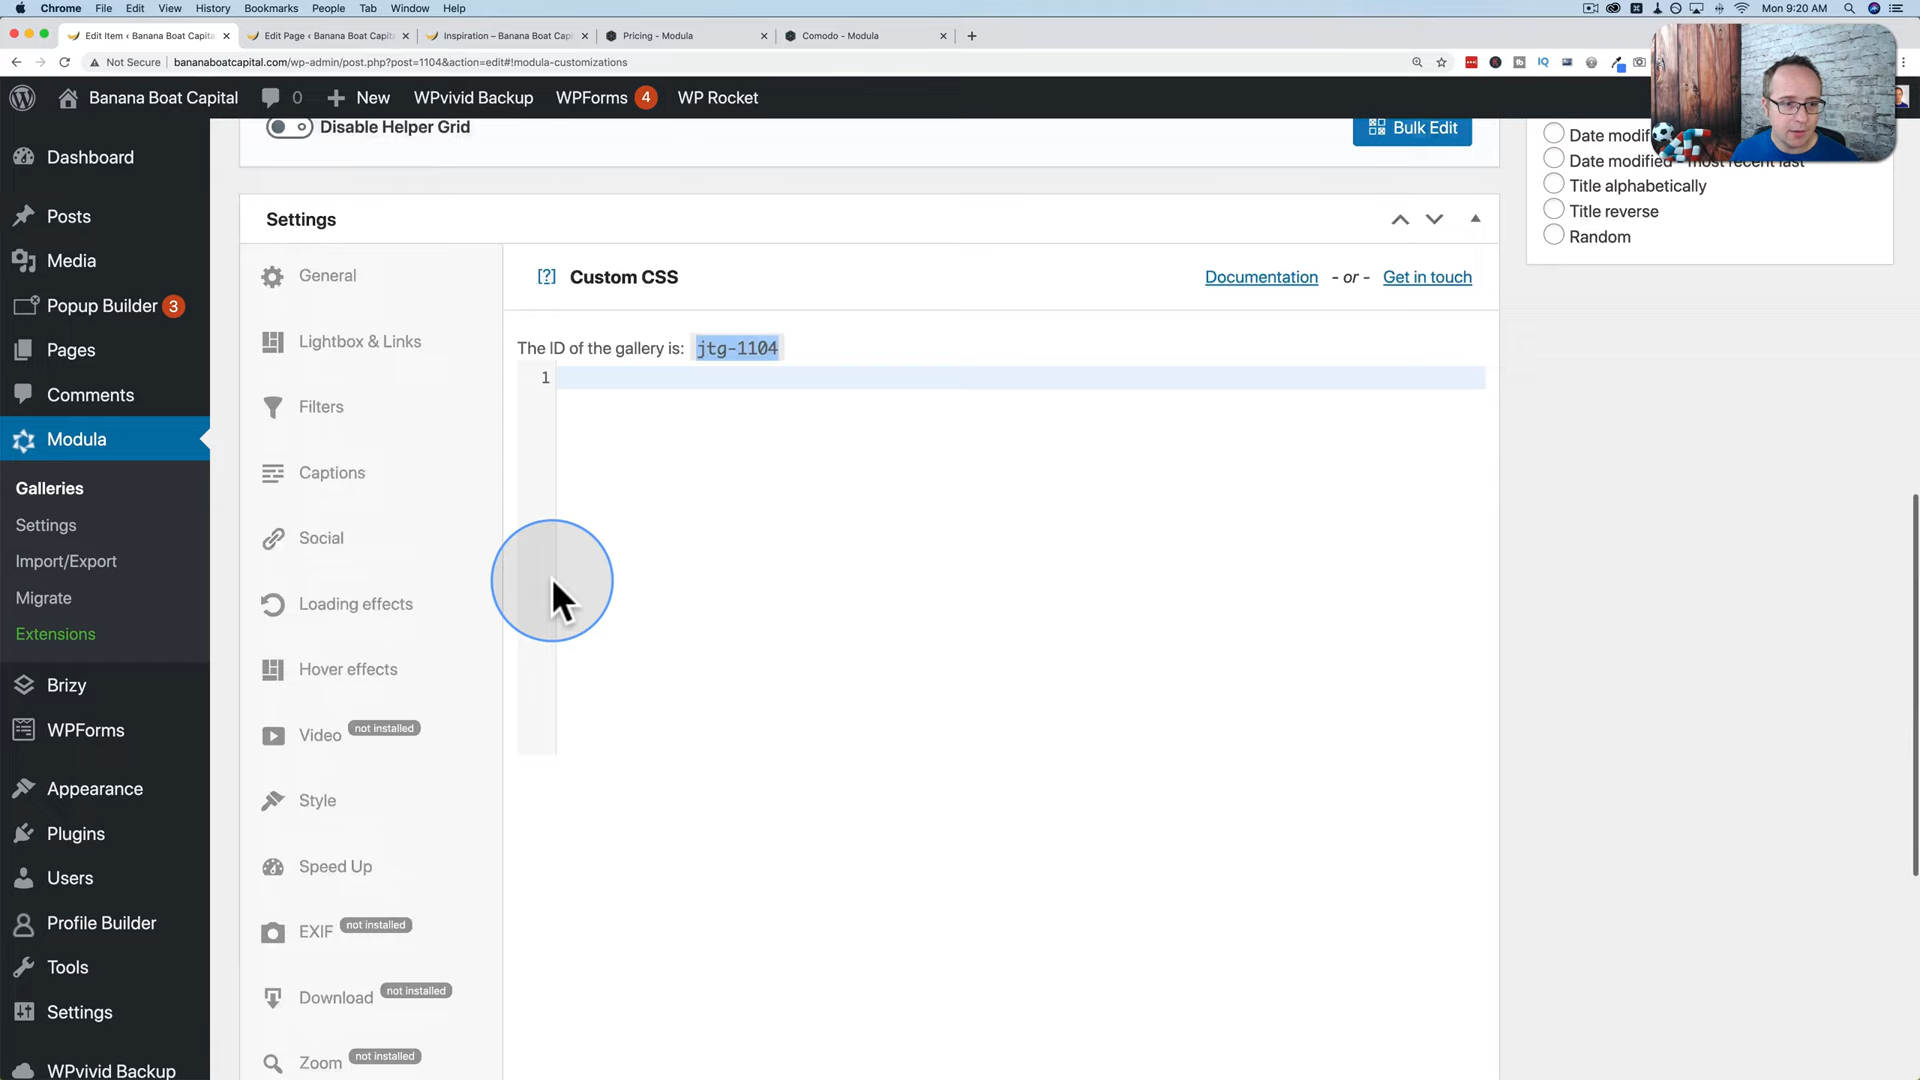 Chrome File Edit View History Bookmarks People Tab Window Help Mon 9:20 AM
Edit Item ‹ Banana Boat Capita Edit Page ‹ Banana Boat Capit Inspiration – Banana Boat Capi Pricing - Modula Comodo - Modula
Not Secure bananaboatcapital.com/wp-admin/post.php?post=1104&action=edit#!modula-customizations
IQ
Banana Boat Capital 0 New WPvivid Backup WPForms 4 WP Rocket
Dashboard
Posts
Media
Popup Builder 3
Pages
Comments
Modula
Galleries
Settings
Import/Export
Migrate
Extensions
Brizy
WPForms
Appearance
Plugins
Users
Profile Builder
Tools
Settings
WPvivid Backup
Disable Helper Grid
Bulk Edit
Settings
General
Lightbox & Links
Filters
Captions
Social
Loading effects
Hover effects
Video not installed
Style
Speed Up
EXIF not installed
Download not installed
Zoom not installed
[?] Custom CSS
Documentation - or - Get in touch
The ID of the gallery is: jtg-1104
1
Date modif
Date modified - most recent last
Title alphabetically
Title reverse
Random